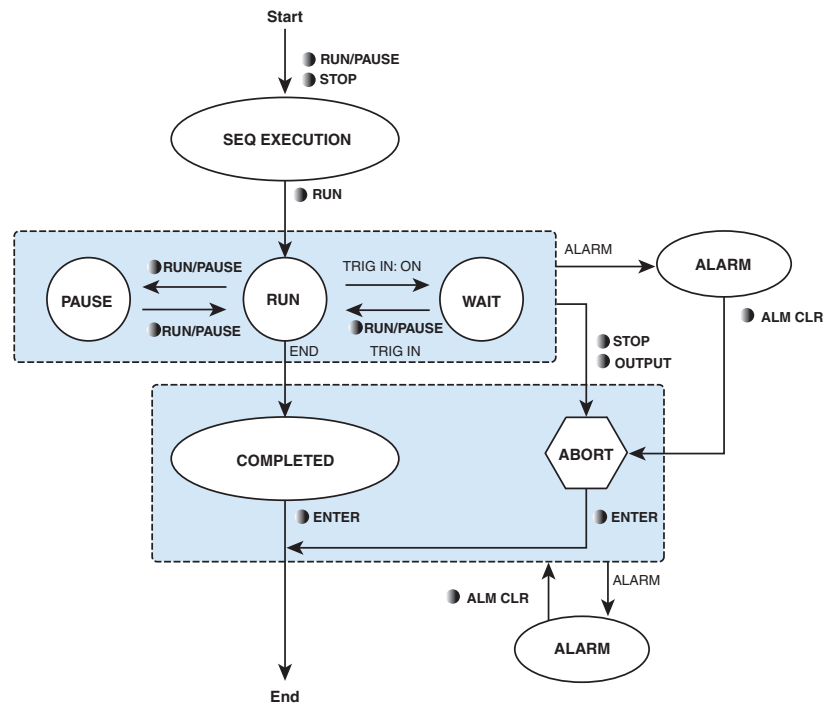 Start
RUN/PAUSE
STOP
SEQ EXECUTION
RUN
PAUSE
RUN/PAUSE
RUN/PAUSE
RUN
TRIG IN: ON
RUN/PAUSE
TRIG IN
WAIT
END
ALARM
ALARM
ALM CLR
STOP
OUTPUT
COMPLETED
ABORT
ENTER
ENTER
ALM CLR
ALARM
ALARM
End